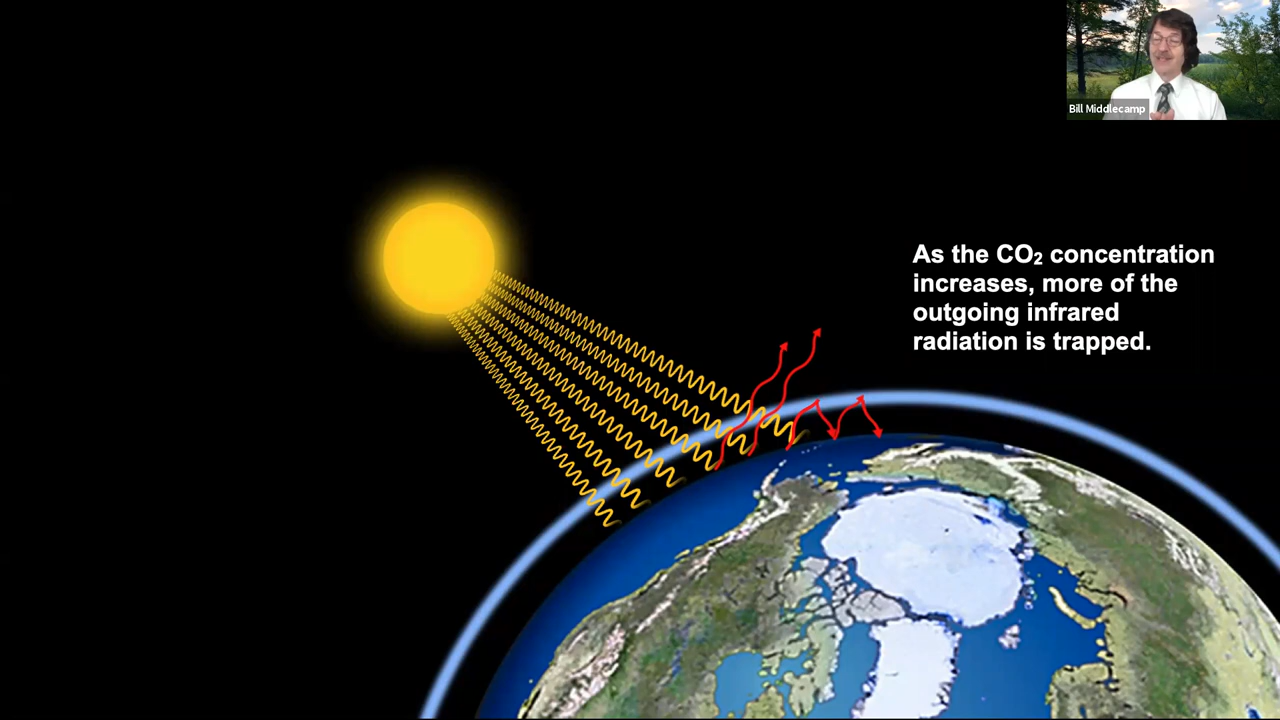 Bill Middlecamp
As the CO₂ concentration
increases, more of the
outgoing infrared
radiation is trapped.